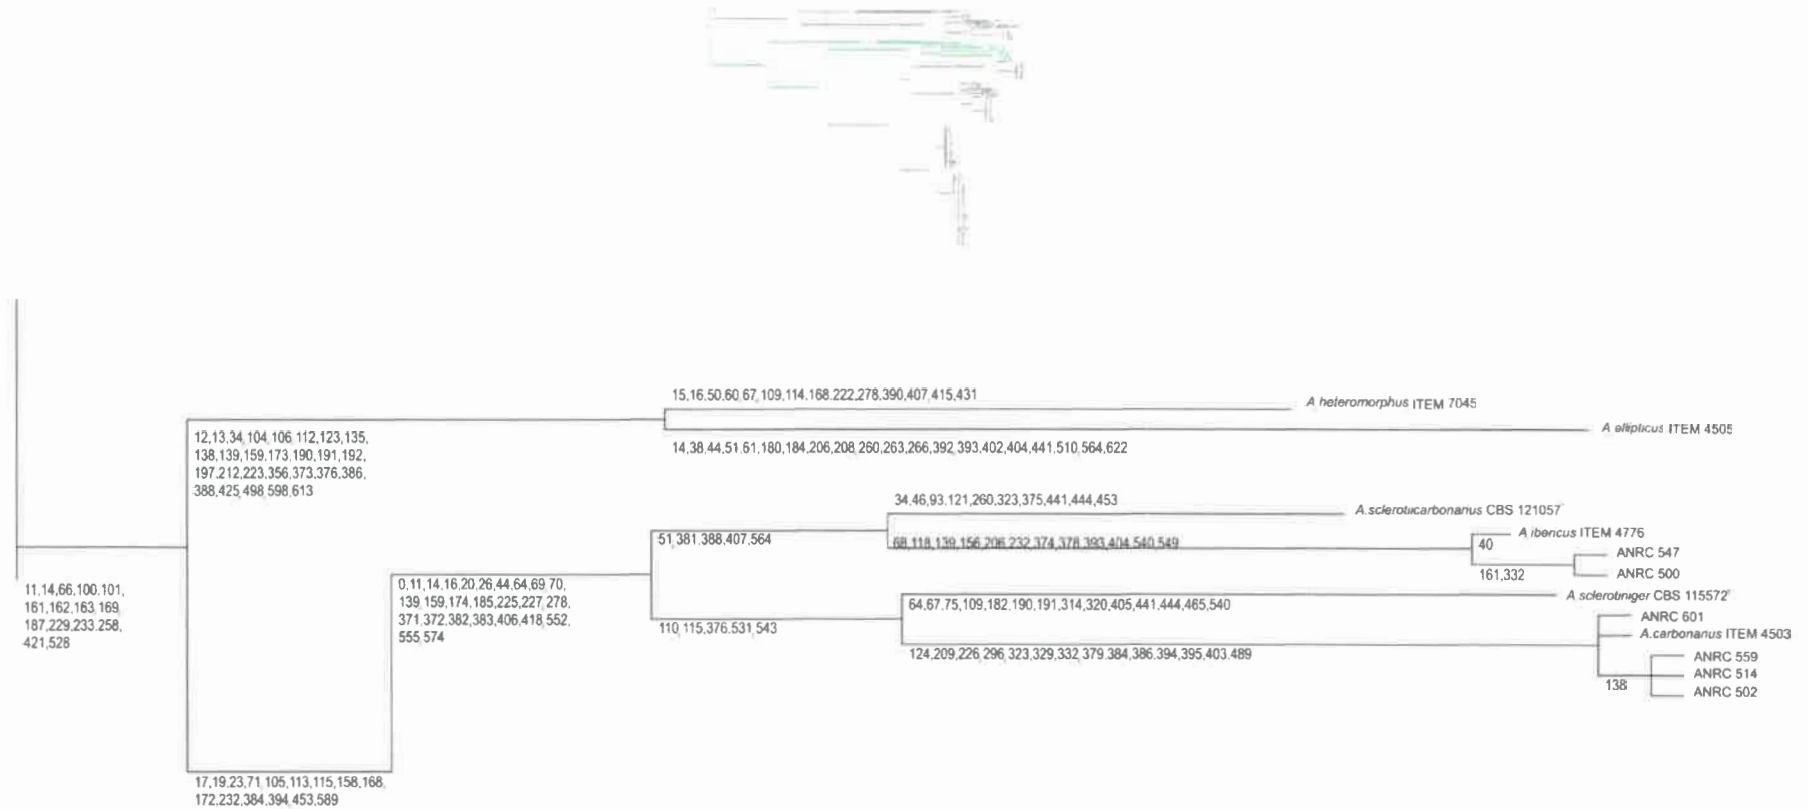 15,16.50.60,67,109.114.168.222,278.390,407,415,431
A heteromorphus ITEM 7045
A ellipticus ITEM 4505
12,13.34,104,106,112,123,135,
138,139,159,173.190,191,192,
197.212,223,356,373,376,386,
388,425,498,598,613
14,38.44,51.61,180,184,206,208,260,263,266,392,393.402,404,441.510,564,622
34.46,93.121,260,323,375,441,444,453
A.sclerotiicarbonarius CBS 121057
51,381.388,407,564
68,118,139,156,206,232,374,378,393,404,540,549
A ibericus ITEM 4776
40
ANRC 547
161,332
ANRC 500
11,14,66,100.101,
161,162,163,169,
187,229,233.258,
421,528
0,11,14,16,20,26,44,64,69,70,
139,159,174,185,225,227,278,
371,372,382,383,406,418,552,
555,574
A.sclerotiniger CBS 115572
64,67.75,109,182,190,191,314,320,405,441.444,465,540
ANRC 601
110,115,376.531,543
A.carbonarius ITEM 4503
124,209,226,296,323,329,332,379.384,386.394,395,403.489
ANRC 559
ANRC 514
138
ANRC 502
17,19.23,71,105,113,115,158,168,
172.232,384.394,453.589